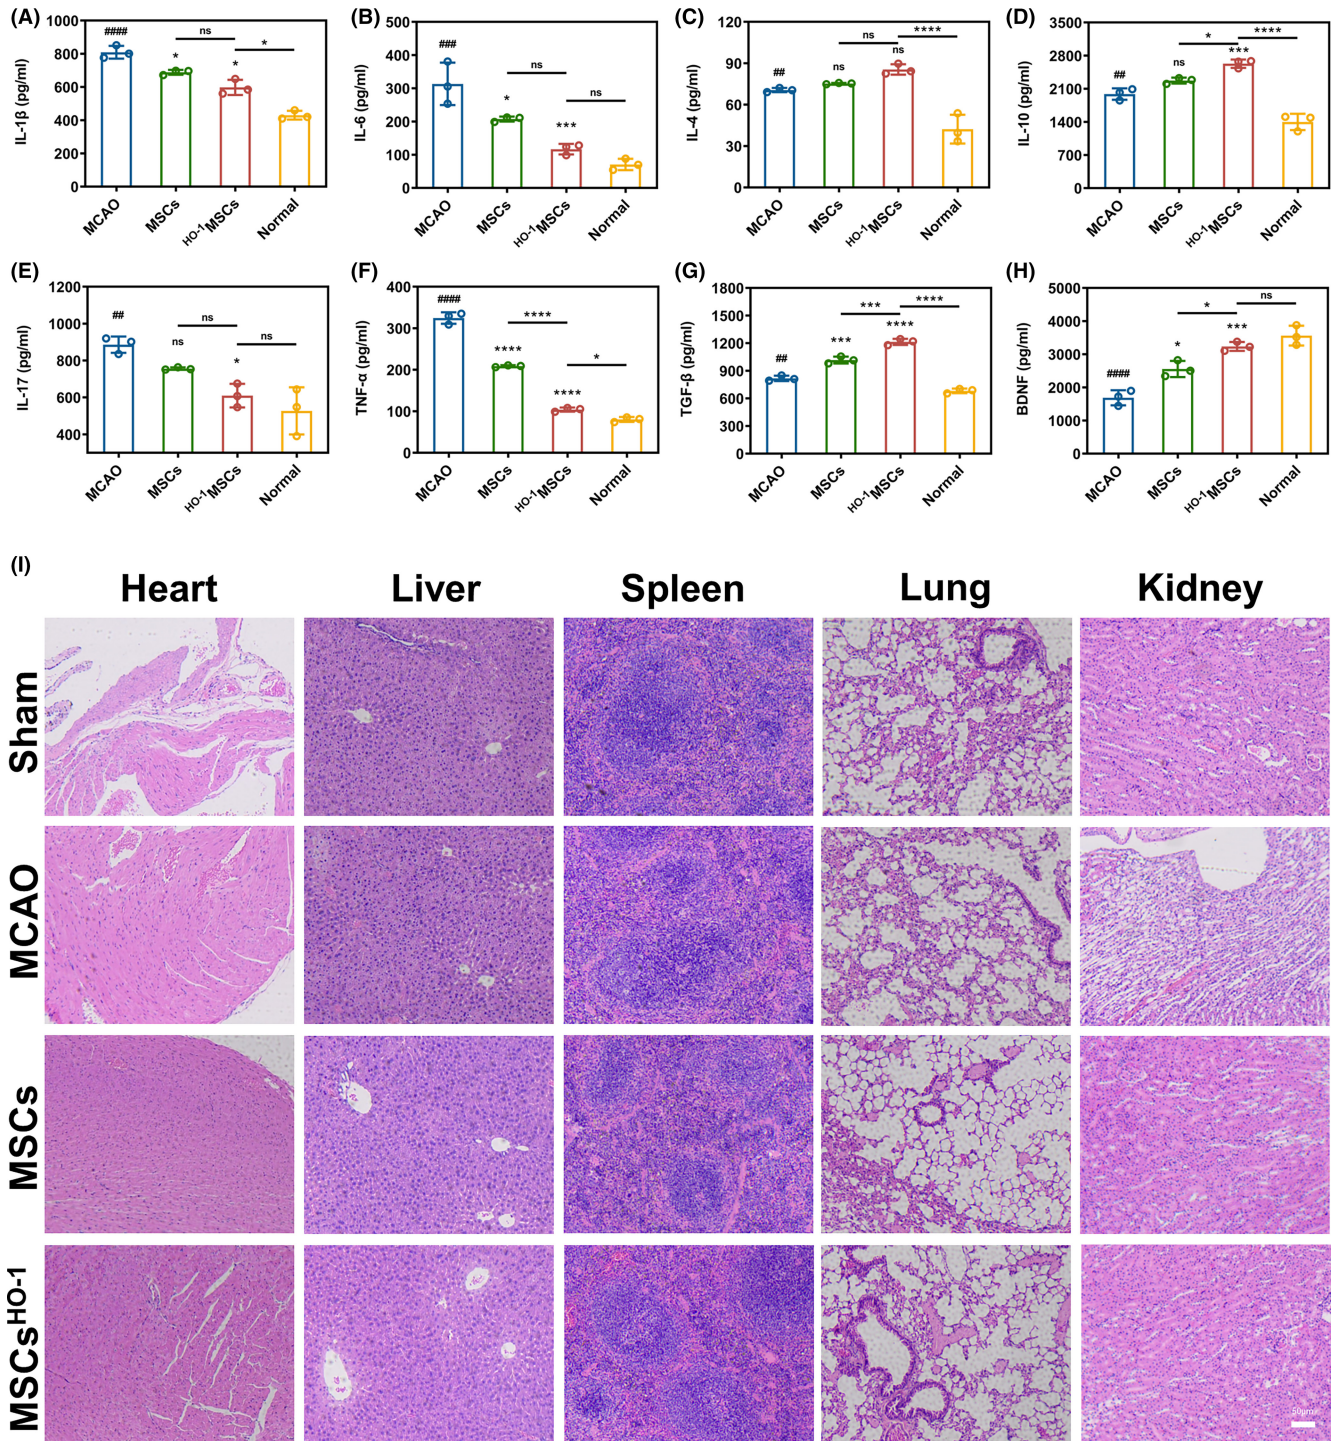 (A)
IL-1β (pg/ml)
1000
800
600
400
200
0
####
*
ns
*
*
MCAO
MSCs
HO-1MSCs
Normal
(B)
IL-6 (pg/ml)
500
400
300
200
100
0
###
*
ns
***
ns
MCAO
MSCs
HO-1MSCs
Normal
(C)
IL-4 (pg/ml)
120
90
60
30
0
##
ns
ns
ns
****
MCAO
MSCs
HO-1MSCs
Normal
(D)
IL-10 (pg/ml)
3500
2800
2100
1400
700
0
##
ns
*
***
****
MCAO
MSCs
HO-1MSCs
Normal
(E)
IL-17 (pg/ml)
1200
1000
800
600
400
##
ns
ns
*
ns
MCAO
MSCs
HO-1MSCs
Normal
(F)
TNF-α (pg/ml)
400
300
200
100
0
####
****
****
****
*
MCAO
MSCs
HO-1MSCs
Normal
(G)
TGF-β (pg/ml)
1800
1500
1200
900
600
300
0
##
***
***
****
****
MCAO
MSCs
HO-1MSCs
Normal
(H)
BDNF (pg/ml)
5000
4000
3000
2000
1000
0
####
*
*
***
ns
MCAO
MSCs
HO-1MSCs
Normal
(I)
Heart Liver Spleen Lung Kidney
Sham
MCAO
MSCs
MSCsHO-1
50μm